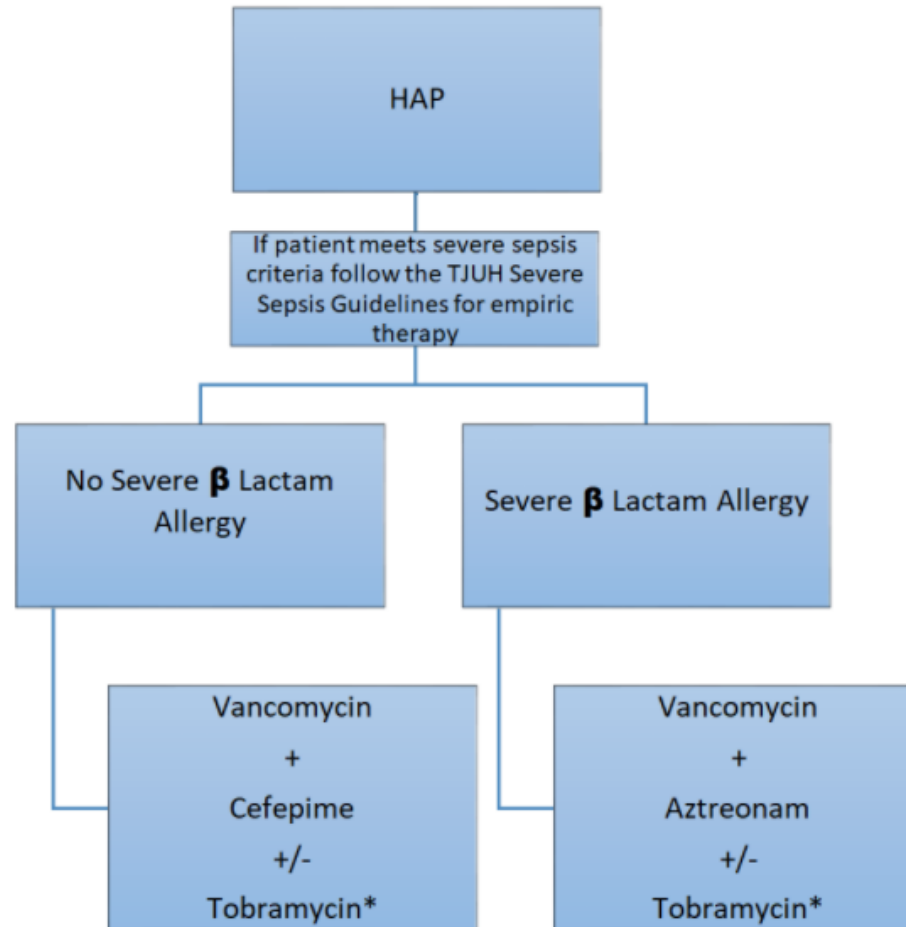 HAP
If patient meets severe sepsis
criteria follow the TJUH Severe
Sepsis Guidelines for empiric
therapy
No Severe β Lactam
Allergy
Severe β Lactam Allergy
Vancomycin
+
Cefepime
+/-
Tobramycin*
Vancomycin
+
Aztreonam
+/-
Tobramycin*